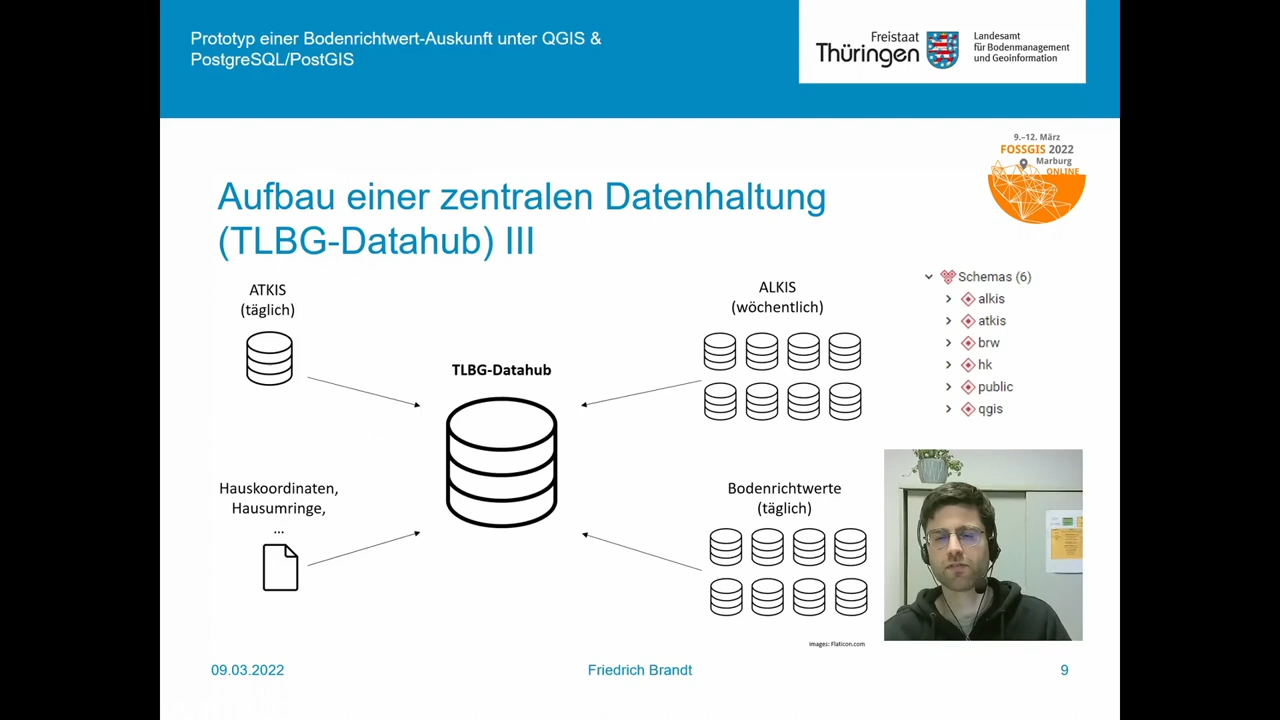 Prototyp einer Bodenrichtwert-Auskunft unter QGIS &
PostgreSQL/PostGIS
Freistaat
Thüringen
Landesamt
für Bodenmanagement
und Geoinformation
9.–12. März
FOSSGIS 2022
Marburg
ONLINE
Aufbau einer zentralen Datenhaltung
(TLBG-Datahub) III
ATKIS
(täglich)
TLBG-Datahub
ALKIS
(wöchentlich)
Schemas (6)
alkis
atkis
brw
hk
public
qgis
Hauskoordinaten,
Hausumringe,
...
Bodenrichtwerte
(täglich)
images: Flaticon.com
09.03.2022
Friedrich Brandt
9